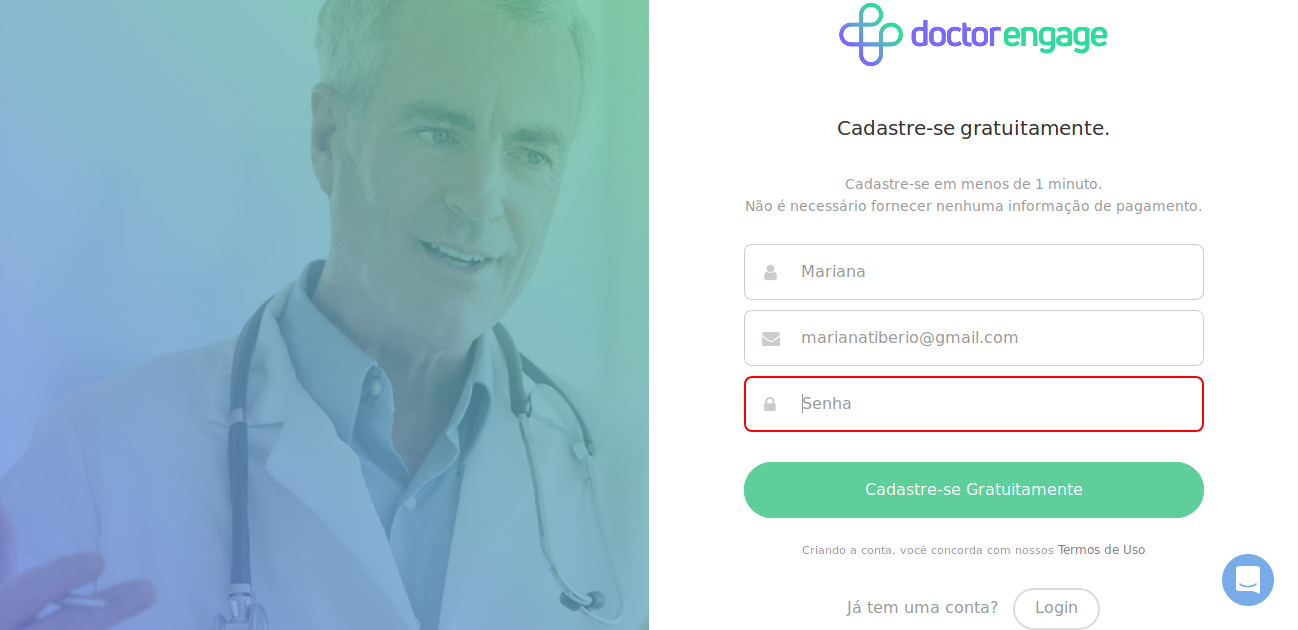 doctorengage
Cadastre-se gratuitamente.
Cadastre-se em menos de 1 minuto.
Não é necessário fornecer nenhuma informação de pagamento.
Mariana
marianatiberio@gmail.com
Senha
Cadastre-se Gratuitamente
Criando a conta, você concorda com nossos Termos de Uso
Já tem uma conta? Login